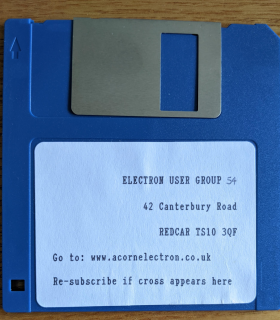 ELECTRON USER GROUP 54
42 Canterbury Road
REDCAR TS10 3QF
Go to: www.acornelectron.co.uk
Re-subscribe if cross appears here